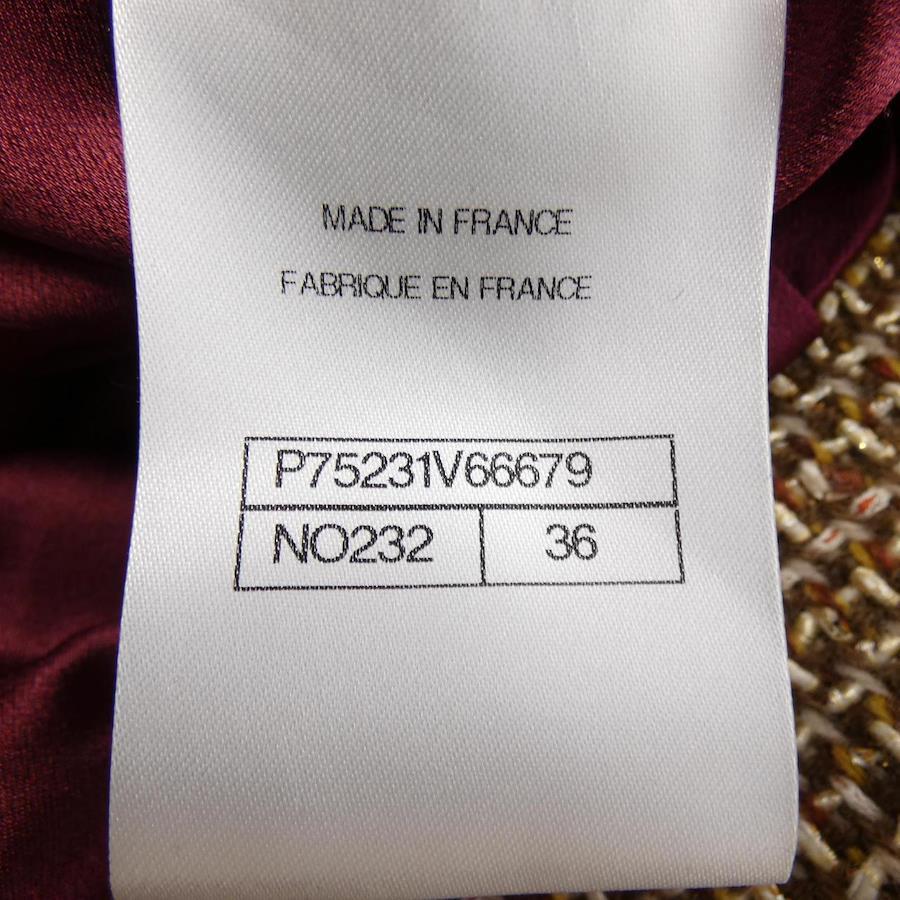 MADE IN FRANCE
FABRIQUE EN FRANCE
P75231V66679
NO232 36